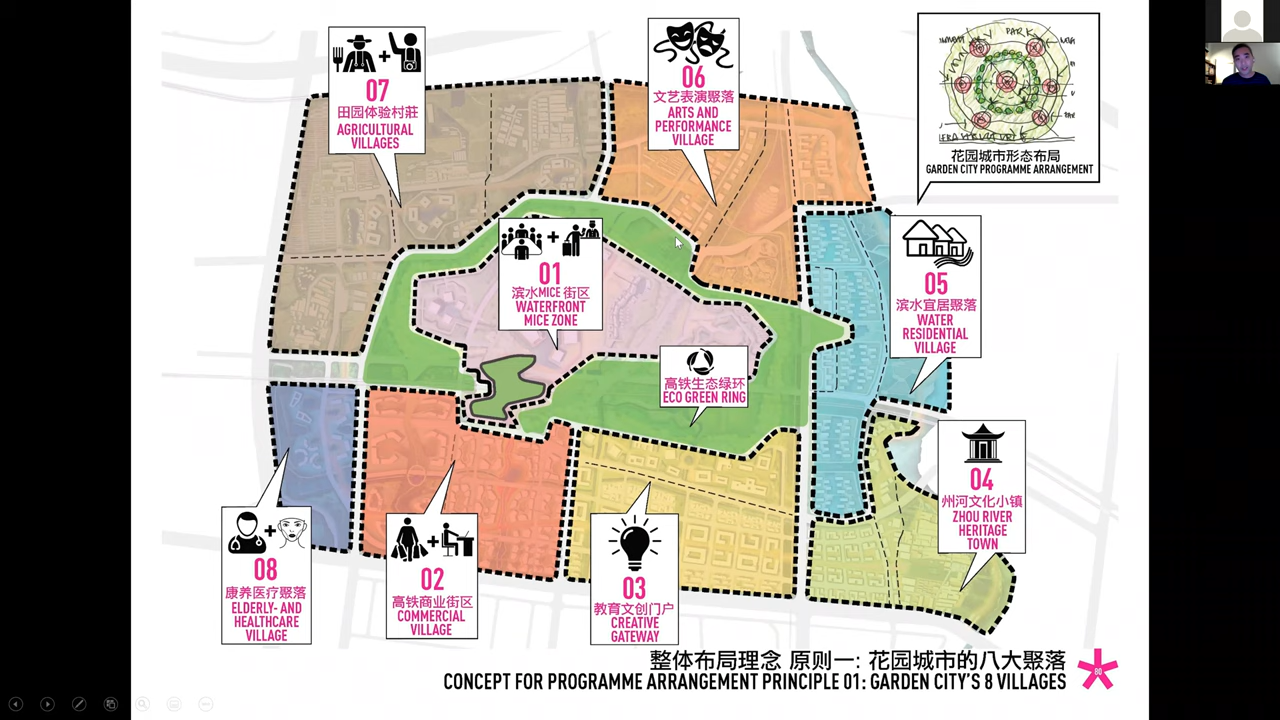 07
田园体验村莊
AGRICULTURAL
VILLAGES
06
文艺表演聚落
ARTS AND
PERFORMANCE
VILLAGE
PARK
花园城市形态布局
GARDEN CITY PROGRAMME ARRANGEMENT
01
滨水MICE 街区
WATERFRONT
MICE ZONE
05
滨水宜居聚落
WATER
RESIDENTIAL
VILLAGE
高铁生态绿环
ECO GREEN RING
04
州河文化小镇
ZHOU RIVER
HERITAGE
TOWN
08
康养医疗聚落
ELDERLY- AND
HEALTHCARE
VILLAGE
02
高铁商业街区
COMMERCIAL
VILLAGE
03
教育文创门户
CREATIVE
GATEWAY
整体布局理念 原则一: 花园城市的八大聚落
CONCEPT FOR PROGRAMME ARRANGEMENT PRINCIPLE 01: GARDEN CITY'S 8 VILLAGES
80